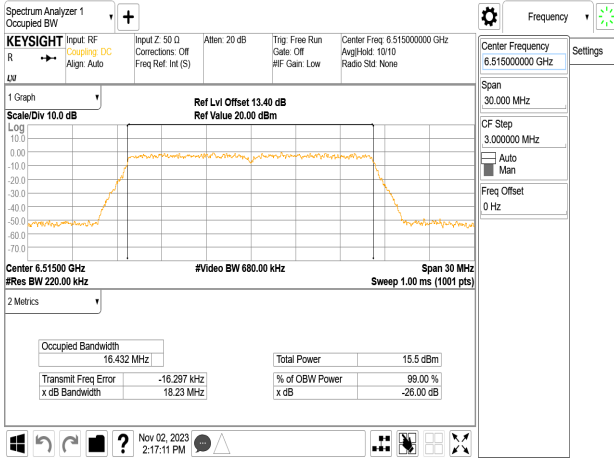 Spectrum Analyzer 1
Occupied BW
▼
+
Frequency ▼
KEYSIGHT
R
LXI
Input: RF
Coupling: DC
Align: Auto
Input Z: 50 Ω
Corrections: Off
Freq Ref: Int (S)
Atten: 20 dB
Trig: Free Run
Gate: Off
#IF Gain: Low
Center Freq: 6.515000000 GHz
Avg|Hold: 10/10
Radio Std: None
Center Frequency
6.515000000 GHz
Settings
Span
30.000 MHz
CF Step
3.000000 MHz
Auto
Man
Freq Offset
0 Hz
1 Graph ▼
Scale/Div 10.0 dB
Ref Lvl Offset 13.40 dB
Ref Value 20.00 dBm
Log
10.0
0.00
-10.0
-20.0
-30.0
-40.0
-50.0
-60.0
-70.0
Center 6.51500 GHz
#Video BW 680.00 kHz
Span 30 MHz
#Res BW 220.00 kHz
Sweep 1.00 ms (1001 pts)
2 Metrics ▼
Occupied Bandwidth
16.432 MHz
Total Power 15.5 dBm
Transmit Freq Error -16.297 kHz
% of OBW Power 99.00 %
x dB Bandwidth 18.23 MHz
x dB -26.00 dB
?
Nov 02, 2023
2:17:11 PM